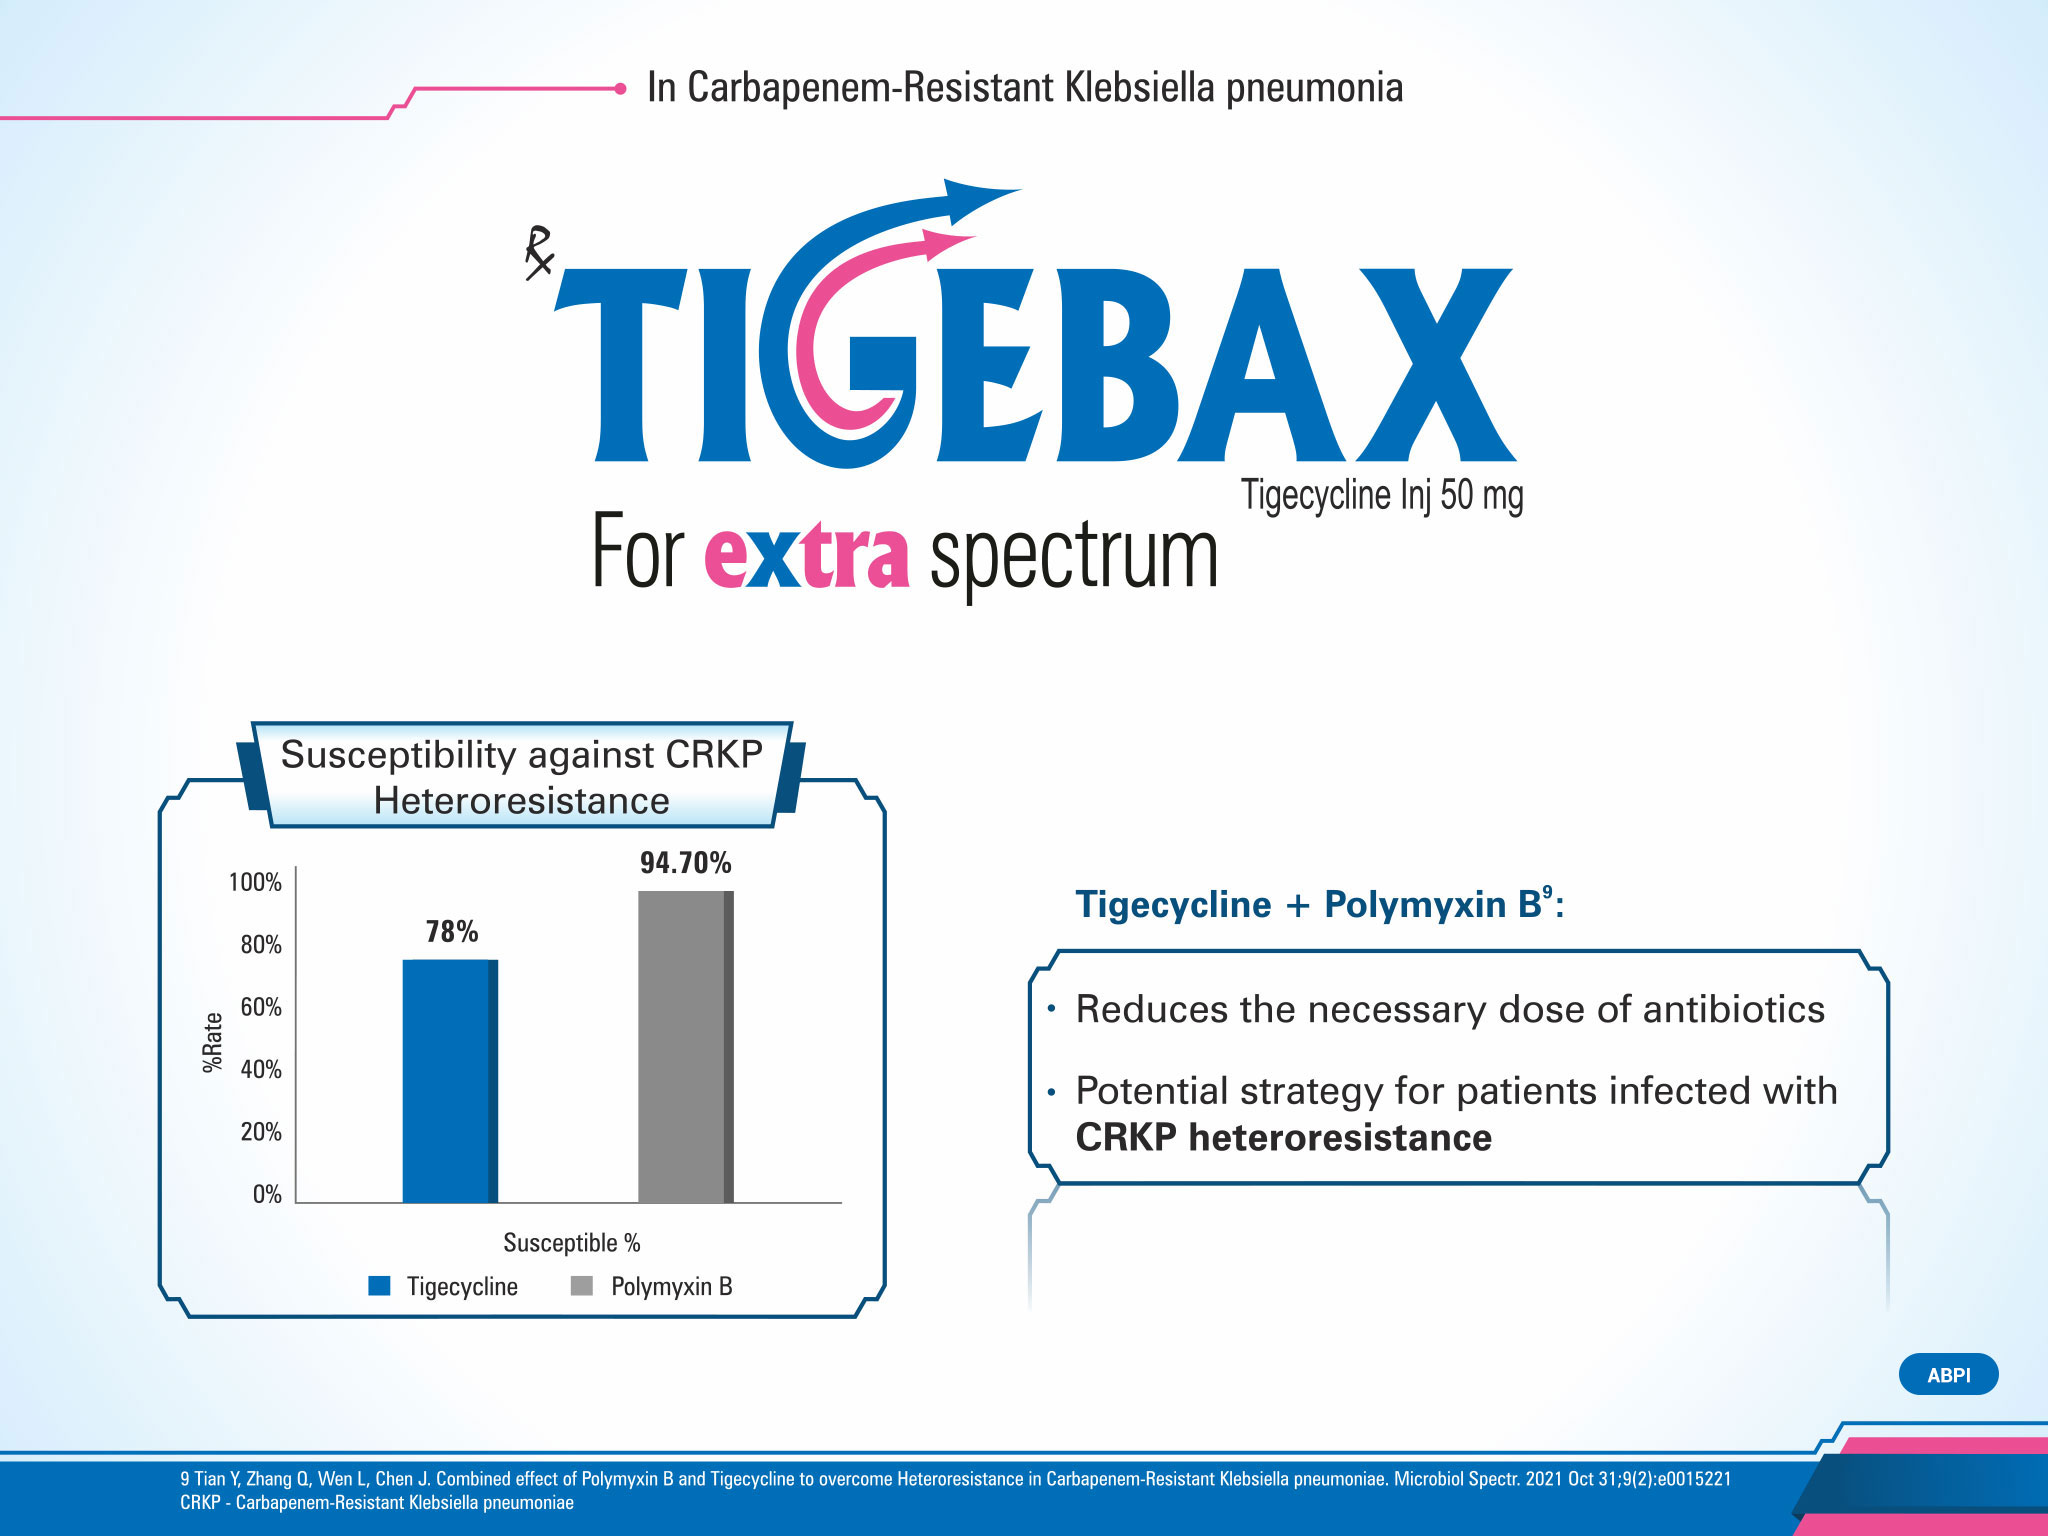 In Carbapenem-Resistant Klebsiella pneumonia
℞
TIGEBAX
Tigecycline Inj 50 mg
For extra spectrum
Susceptibility against CRKP
Heteroresistance
94.70%
100%
78%
80%
60%
%Rate
40%
20%
0%
Susceptible %
Tigecycline
Polymyxin B
Tigecycline + Polymyxin B⁹:
• Reduces the necessary dose of antibiotics
• Potential strategy for patients infected with
CRKP heteroresistance
ABPI
9 Tian Y, Zhang Q, Wen L, Chen J. Combined effect of Polymyxin B and Tigecycline to overcome Heteroresistance in Carbapenem-Resistant Klebsiella pneumoniae. Microbiol Spectr. 2021 Oct 31;9(2):e0015221
CRKP - Carbapenem-Resistant Klebsiella pneumoniae